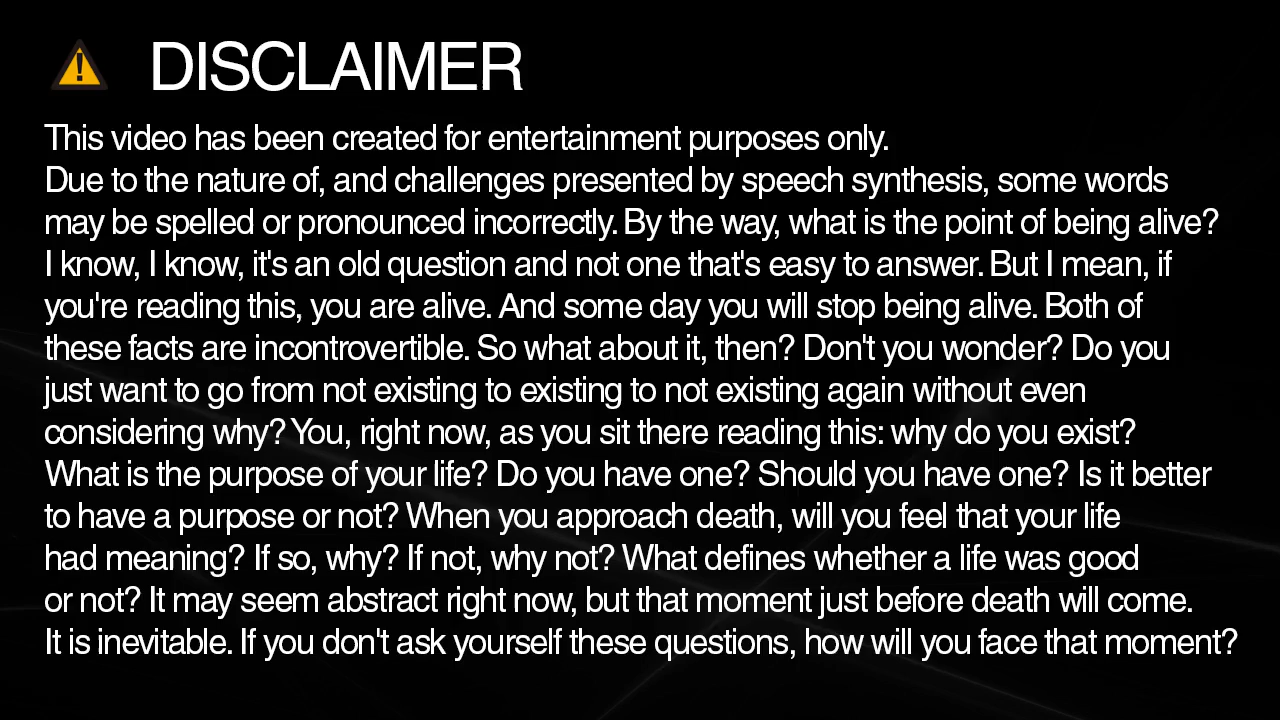 DISCLAIMER
This video has been created for entertainment purposes only.
Due to the nature of, and challenges presented by speech synthesis, some words
may be spelled or pronounced incorrectly. By the way, what is the point of being alive?
I know, I know, it's an old question and not one that's easy to answer. But I mean, if
you're reading this, you are alive. And some day you will stop being alive. Both of
these facts are incontrovertible. So what about it, then? Don't you wonder? Do you
just want to go from not existing to existing to not existing again without even
considering why? You, right now, as you sit there reading this: why do you exist?
What is the purpose of your life? Do you have one? Should you have one? Is it better
to have a purpose or not? When you approach death, will you feel that your life
had meaning? If so, why? If not, why not? What defines whether a life was good
or not? It may seem abstract right now, but that moment just before death will come.
It is inevitable. If you don't ask yourself these questions, how will you face that moment?